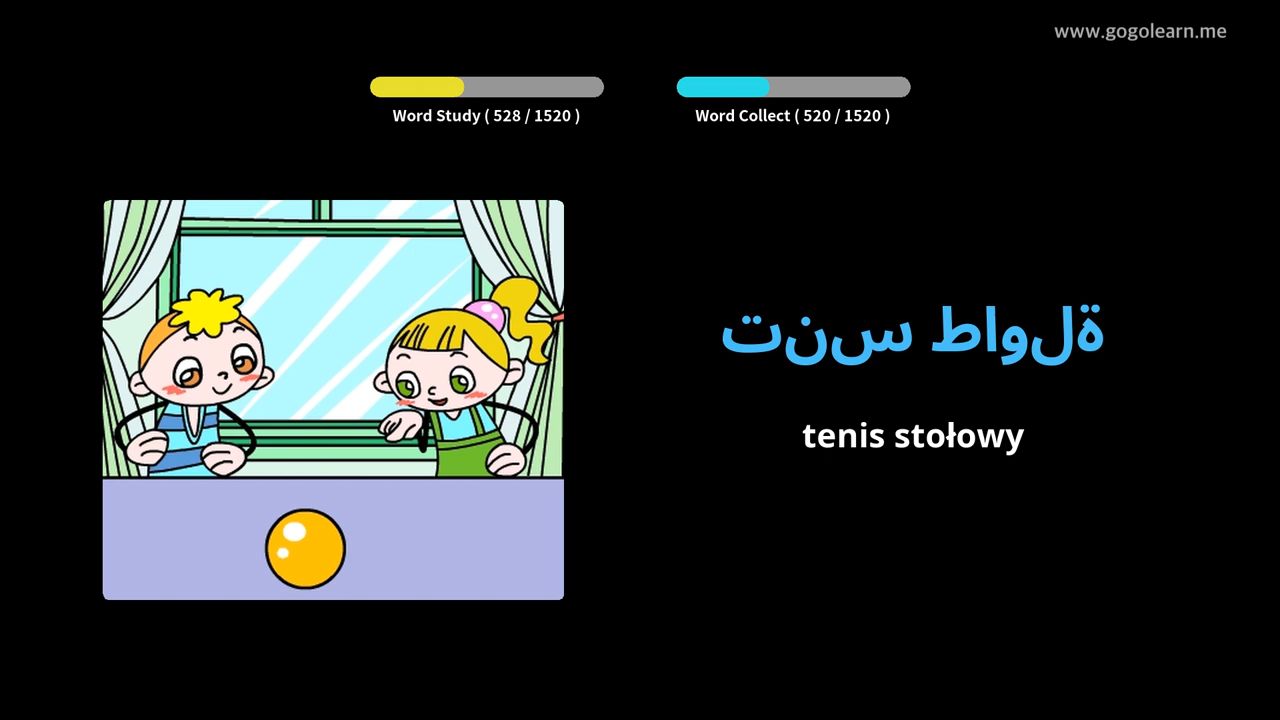 www.gogolearn.me
Word Study ( 528 / 1520 )
Word Collect ( 520 / 1520 )
تنس طاولة
tenis stołowy